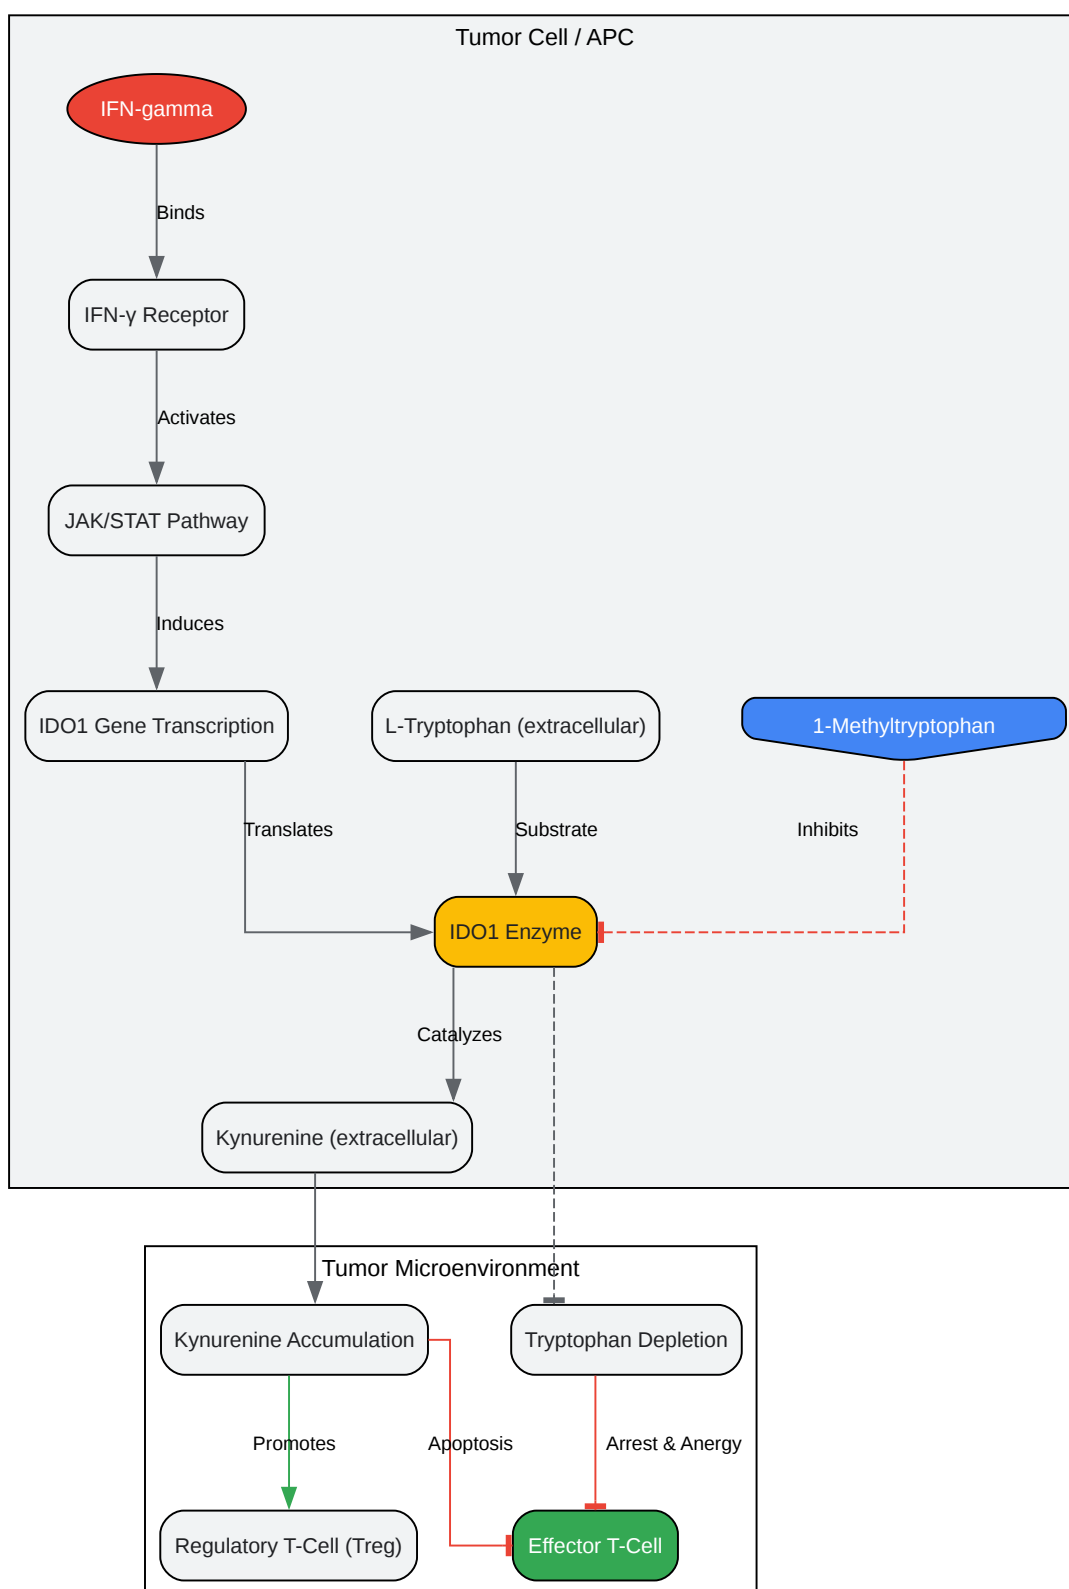 Tumor Cell / APC
IFN-gamma
Binds
IFN-γ Receptor
Activates
JAK/STAT Pathway
Induces
IDO1 Gene Transcription
L-Tryptophan (extracellular)
1-Methyltryptophan
Translates
Substrate
Inhibits
IDO1 Enzyme
Catalyzes
Kynurenine (extracellular)
Tumor Microenvironment
Kynurenine Accumulation
Tryptophan Depletion
Promotes
Apoptosis
Arrest & Anergy
Regulatory T-Cell (Treg)
Effector T-Cell